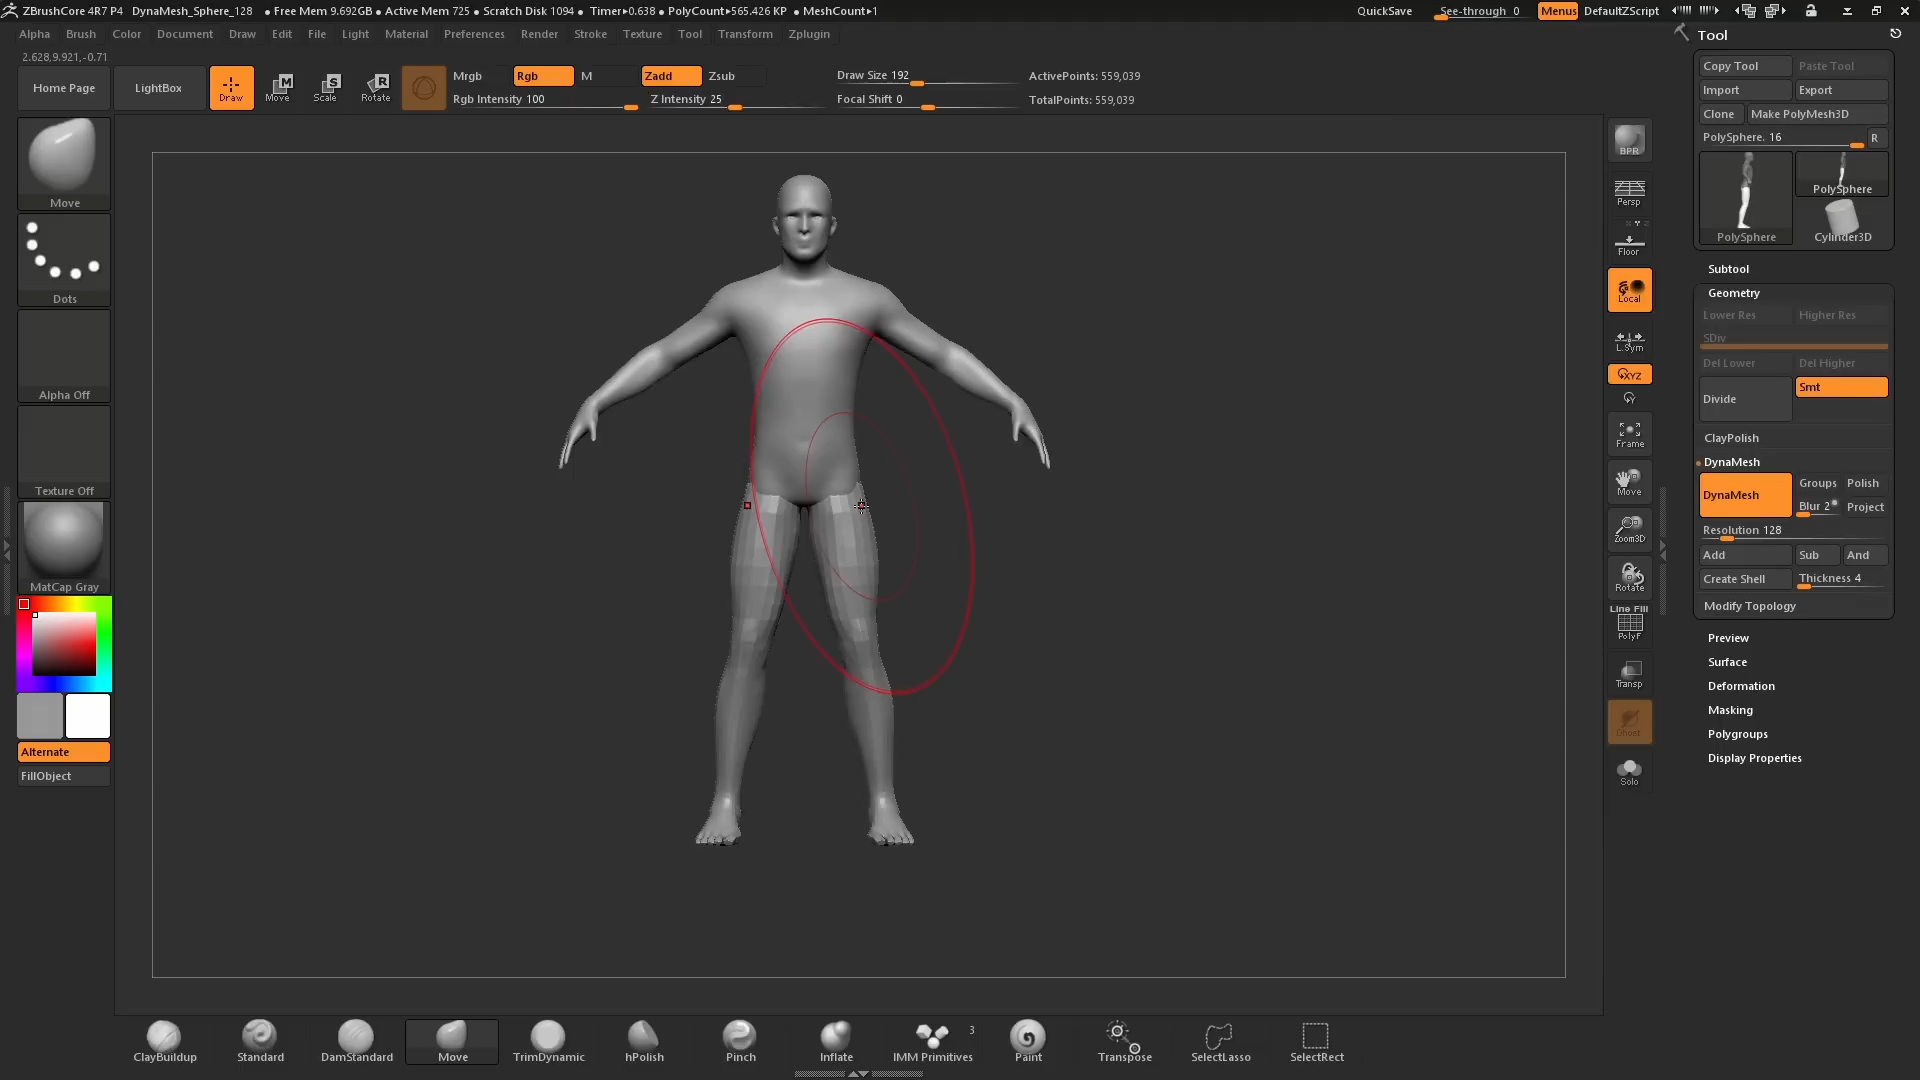 ZBrushCore 4R7 P4 DynaMesh_Sphere_128 • Free Mem 9.692GB • Active Mem 725 • Scratch Disk 1094 • Timer▸0.638 • PolyCount▸565.426 KP • MeshCount▸1 QuickSave See-through 0 Menus DefaultZScript
Alpha Brush Color Document Draw Edit File Light Material Preferences Render Stroke Texture Tool Transform Zplugin
2.628,9.921,-0.71
Home Page LightBox Draw Move Scale Rotate
M S R
Mrgb Rgb M Zadd Zsub Draw Size 192 ActivePoints: 559,039
Rgb Intensity 100 Z Intensity 25 Focal Shift 0 TotalPoints: 559,039
Move
Dots
Alpha Off
Texture Off
MatCap Gray
Alternate
FillObject
BPR
Persp
Floor
Local
L.Sym
XYZ
Y
Frame
Move
Zoom3D
Rotate
Line Fill
PolyF
Transp
Ghost
Solo
Tool
Copy Tool Paste Tool
Import Export
Clone Make PolyMesh3D
PolySphere. 16 R
PolySphere
PolySphere Cylinder3D
Subtool
Geometry
Lower Res Higher Res
SDiv
Del Lower Del Higher
Divide Smt
ClayPolish
DynaMesh
DynaMesh Groups Polish
Blur 2 Project
Resolution 128
Add Sub And
Create Shell Thickness 4
Modify Topology
Preview
Surface
Deformation
Masking
Polygroups
Display Properties
ClayBuildup Standard DamStandard Move TrimDynamic hPolish Pinch Inflate IMM Primitives 3 Paint Transpose SelectLasso SelectRect